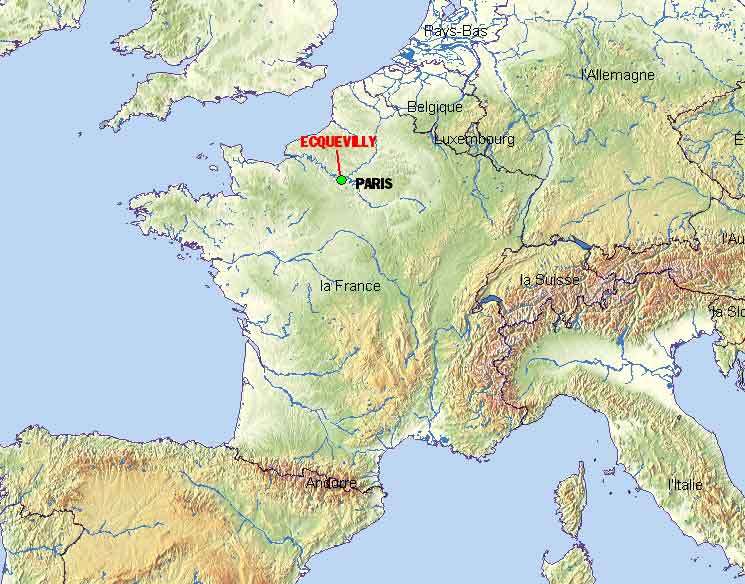 Pays-Bas
l'Allemagne
Belgique
Luxembourg
ECQUEVILLY
PARIS
l'Au
la Suisse
la France
la Slo
Andorre
l'Italie